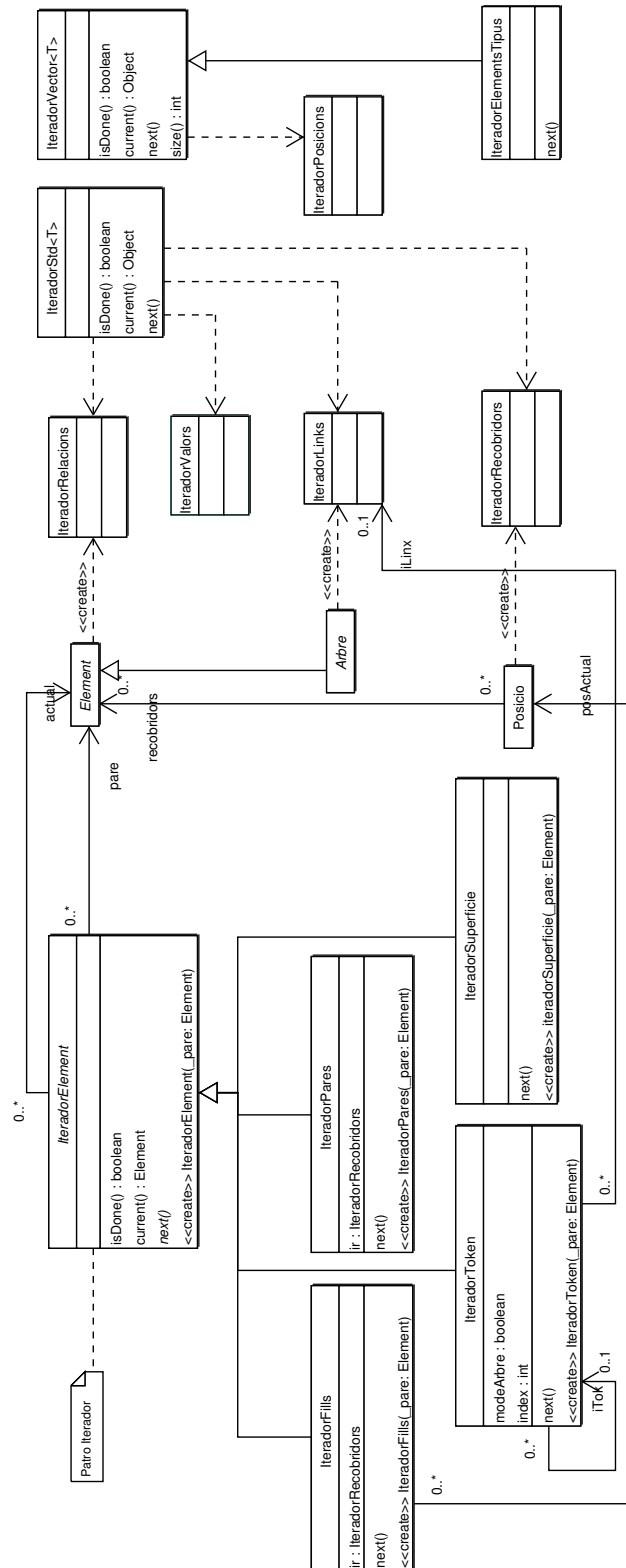 Patro Iterador
IteradorElement
isDone() : boolean
current() : Element
next()
<<create>> IteradorElement(_pare: Element)
0..*
0..*
actual
pare
Element
0..*
recobridors
<<create>>
IteradorRelacions
IteradorStd<T>
isDone() : boolean
current() : Object
next()
IteradorVector<T>
isDone() : boolean
current() : Object
next()
size() : int
IteradorValors
IteradorPosicions
IteradorFills
ir : IteradorRecobridors
next()
<<create>> IteradorFills(_pare: Element)
0..*
IteradorPares
ir : IteradorRecobridors
next()
<<create>> IteradorPares(_pare: Element)
Arbre
<<create>>
IteradorLinks
0..1
iLinx
IteradorToken
modeArbre : boolean
index : int
next()
<<create>> IteradorToken(_pare: Element)
0..*
0..1
iTok
0..*
IteradorSuperficie
next()
<<create>> iteradorSuperficie(_pare: Element)
Posicio
0..*
posActual
<<create>>
IteradorRecobridors
IteradorElementsTipus
next()